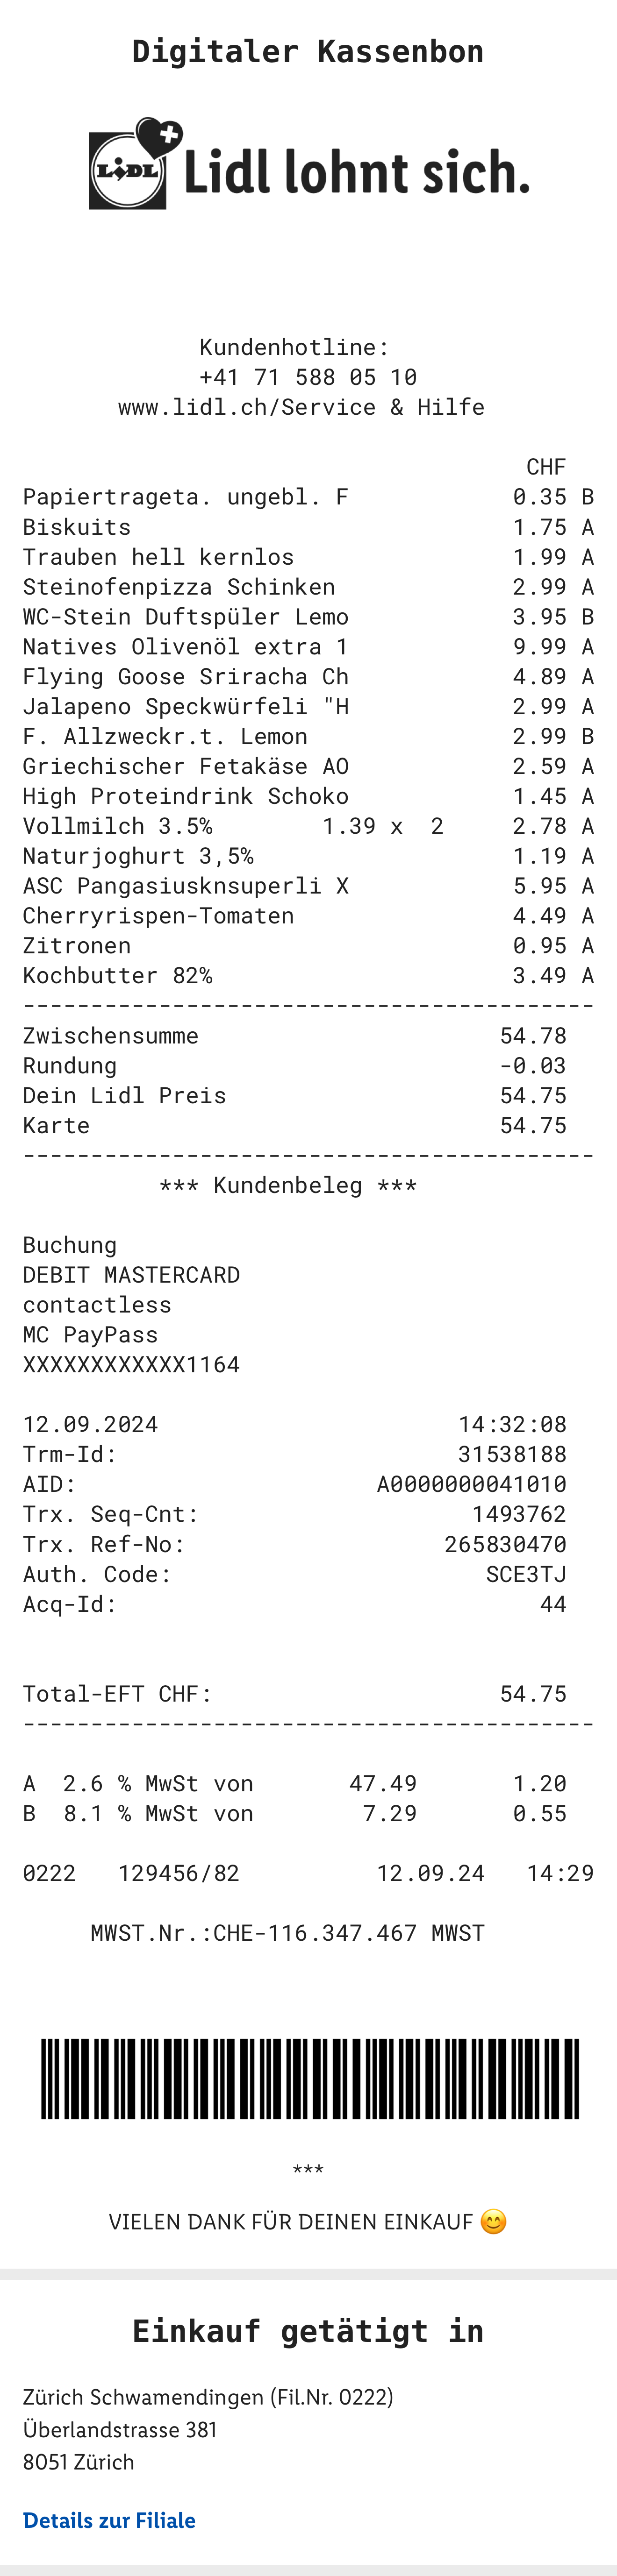 Digitaler Kassenbon
LIDL Lidl lohnt sich.
Kundenhotline:
+41 71 588 05 10
www.lidl.ch/Service & Hilfe
CHF
Papiertrageta. ungebl. F 0.35 B
Biskuits 1.75 A
Trauben hell kernlos 1.99 A
Steinofenpizza Schinken 2.99 A
WC-Stein Duftspüler Lemo 3.95 B
Natives Olivenöl extra 1 9.99 A
Flying Goose Sriracha Ch 4.89 A
Jalapeno Speckwürfeli "H 2.99 A
F. Allzweckr.t. Lemon 2.99 B
Griechischer Fetakäse AO 2.59 A
High Proteindrink Schoko 1.45 A
Vollmilch 3.5% 1.39 x 2 2.78 A
Naturjoghurt 3,5% 1.19 A
ASC Pangasiusknsuperli X 5.95 A
Cherryrispen-Tomaten 4.49 A
Zitronen 0.95 A
Kochbutter 82% 3.49 A
------------------------------------------
Zwischensumme 54.78
Rundung -0.03
Dein Lidl Preis 54.75
Karte 54.75
------------------------------------------
*** Kundenbeleg ***
Buchung
DEBIT MASTERCARD
contactless
MC PayPass
XXXXXXXXXXXX1164
12.09.2024 14:32:08
Trm-Id: 31538188
AID: A0000000041010
Trx. Seq-Cnt: 1493762
Trx. Ref-No: 265830470
Auth. Code: SCE3TJ
Acq-Id: 44
Total-EFT CHF: 54.75
------------------------------------------
A 2.6 % MwSt von 47.49 1.20
B 8.1 % MwSt von 7.29 0.55
0222 129456/82 12.09.24 14:29
MWST.Nr.:CHE-116.347.467 MWST
***
VIELEN DANK FÜR DEINEN EINKAUF 😊
Einkauf getätigt in
Zürich Schwamendingen (Fil.Nr. 0222)
Überlandstrasse 381
8051 Zürich
Details zur Filiale